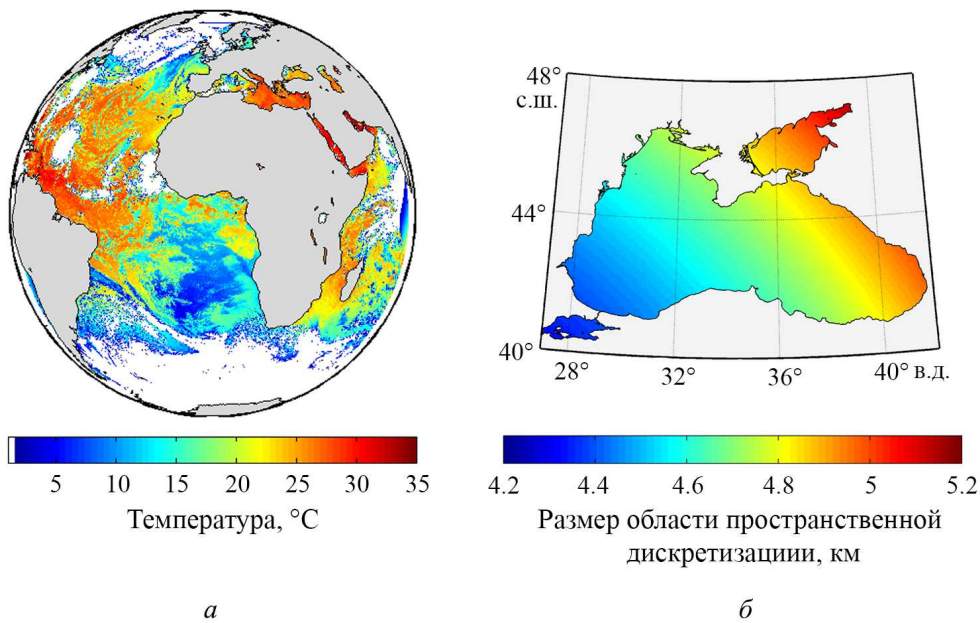 48°
с.ш.
44°
40°
28° 32° 36° 40° в.д.
5 10 15 20 25 30 35
Температура, °C
4.2 4.4 4.6 4.8 5 5.2
Размер области пространственной
дискретизациии, км
а б